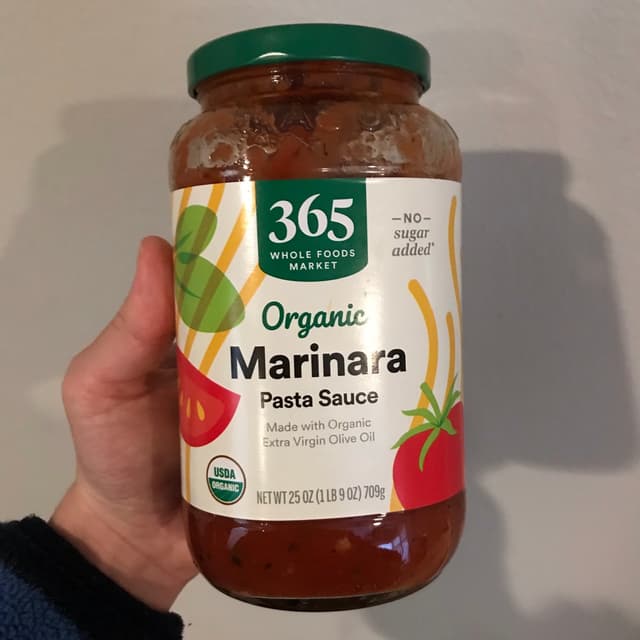 365
WHOLE FOODS
MARKET
—NO—
sugar
added*
Organic
Marinara
Pasta Sauce
Made with Organic
Extra Virgin Olive Oil
USDA
ORGANIC
NET WT 25 OZ (1 LB 9 OZ) 709g